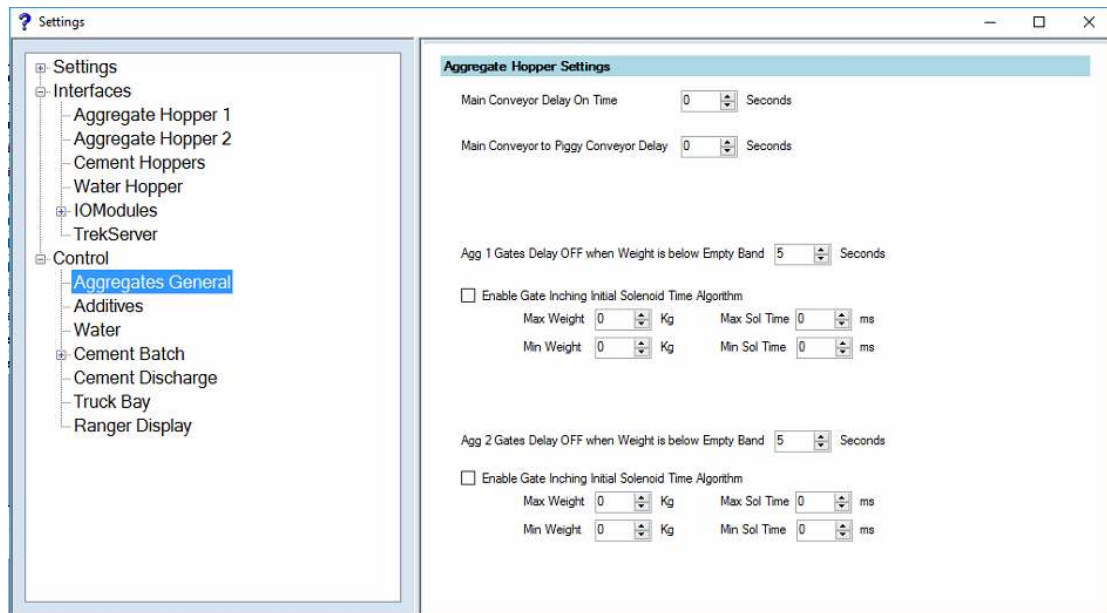 Settings
Settings
Interfaces
Aggregate Hopper 1
Aggregate Hopper 2
Cement Hoppers
Water Hopper
IOModules
TrekServer
Control
Aggregates General
Additives
Water
Cement Batch
Cement Discharge
Truck Bay
Ranger Display
Aggregate Hopper Settings
Main Conveyor Delay On Time 0 Seconds
Main Conveyor to Piggy Conveyor Delay 0 Seconds
Agg 1 Gates Delay OFF when Weight is below Empty Band 5 Seconds
Enable Gate Inching Initial Solenoid Time Algorithm
Max Weight 0 Kg Max Sol Time 0 ms
Min Weight 0 Kg Min Sol Time 0 ms
Agg 2 Gates Delay OFF when Weight is below Empty Band 5 Seconds
Enable Gate Inching Initial Solenoid Time Algorithm
Max Weight 0 Kg Max Sol Time 0 ms
Min Weight 0 Kg Min Sol Time 0 ms